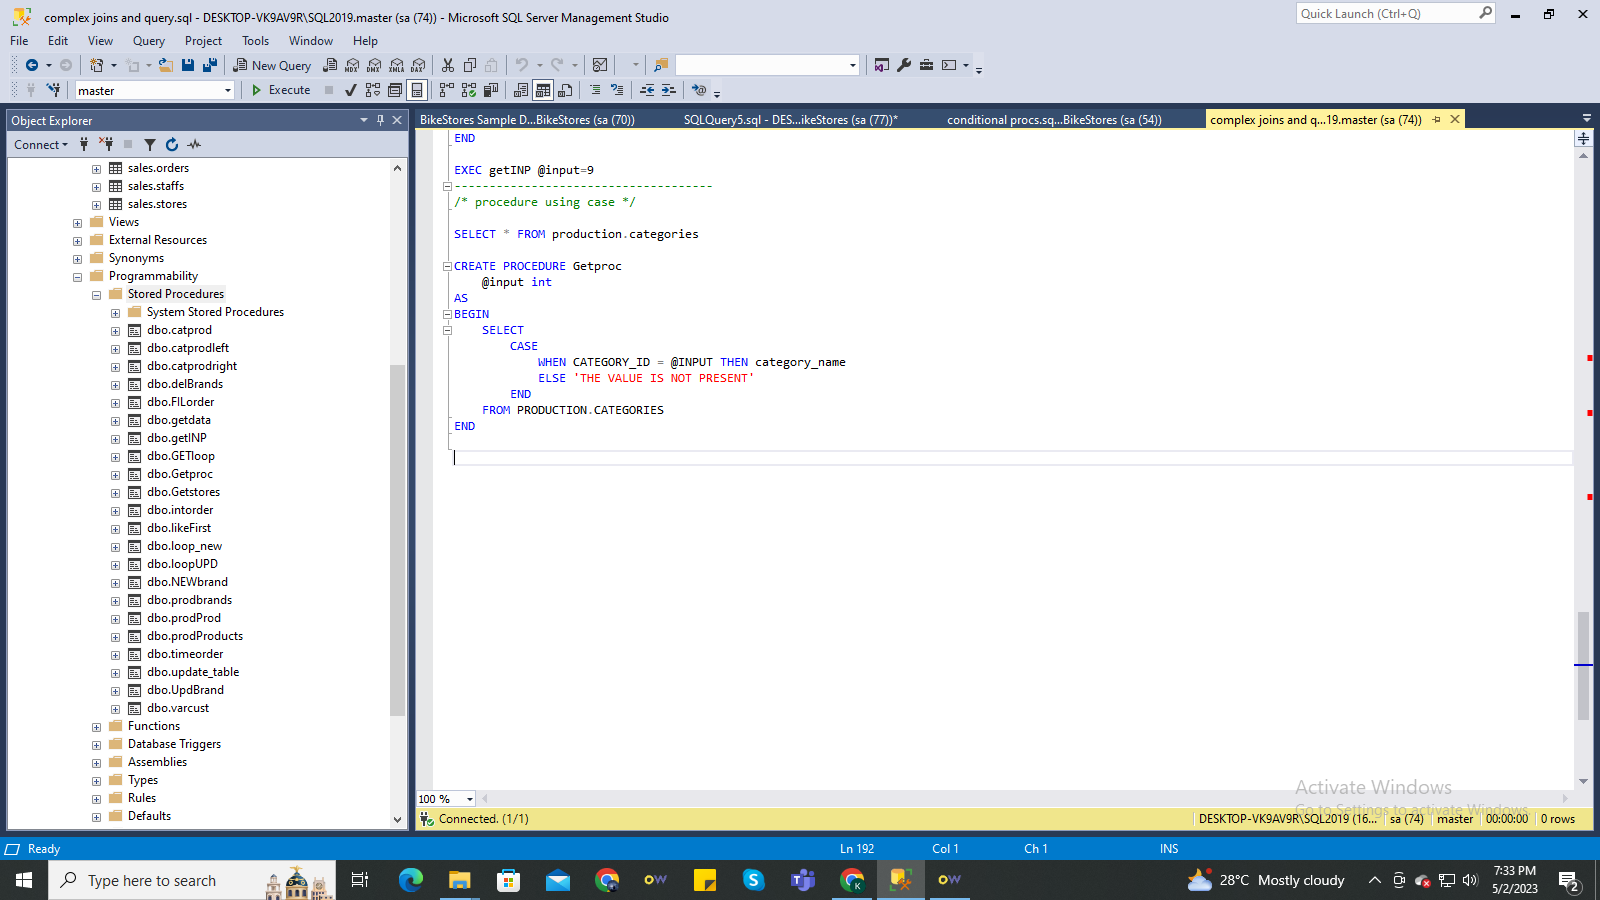 complex joins and query.sql - DESKTOP-VK9AV9R\SQL2019.master (sa (74)) - Microsoft SQL Server Management Studio
Quick Launch (Ctrl+Q)
File Edit View Query Project Tools Window Help
New Query MDX DMX XMLA DAX
master Execute
Object Explorer
BikeStores Sample D...BikeStores (sa (70)) SQLQuery5.sql - DES...ikeStores (sa (77))* conditional procs.sq...BikeStores (sa (54)) complex joins and q...19.master (sa (74))
Connect
sales.orders
sales.staffs
sales.stores
Views
External Resources
Synonyms
Programmability
Stored Procedures
System Stored Procedures
dbo.catprod
dbo.catprodleft
dbo.catprodright
dbo.delBrands
dbo.FILorder
dbo.getdata
dbo.getINP
dbo.GETloop
dbo.Getproc
dbo.Getstores
dbo.intorder
dbo.likeFirst
dbo.loop_new
dbo.loopUPD
dbo.NEWbrand
dbo.prodbrands
dbo.prodProd
dbo.prodProducts
dbo.timeorder
dbo.update_table
dbo.UpdBrand
dbo.varcust
Functions
Database Triggers
Assemblies
Types
Rules
Defaults
END
EXEC getINP @input=9
-------------------------------------
/* procedure using case */
SELECT * FROM production.categories
CREATE PROCEDURE Getproc
@input int
AS
BEGIN
SELECT
CASE
WHEN CATEGORY_ID = @INPUT THEN category_name
ELSE 'THE VALUE IS NOT PRESENT'
END
FROM PRODUCTION.CATEGORIES
END
Activate Windows
Go to Settings to activate Windows.
100 %
Connected. (1/1)
DESKTOP-VK9AV9R\SQL2019 (16... sa (74) master 00:00:00 0 rows
Ready Ln 192 Col 1 Ch 1 INS
Type here to search
28°C Mostly cloudy
7:33 PM
5/2/2023
2